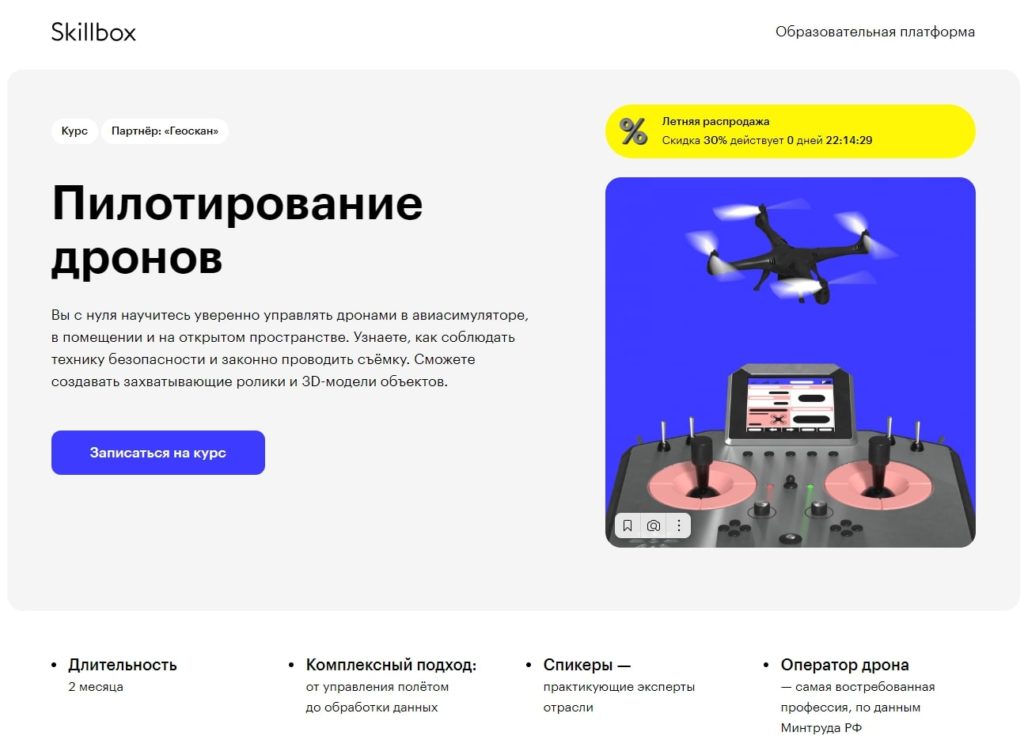 Skillbox
Образовательная платформа
Курс
Партнёр: «Геоскан»
Летняя распродажа
Скидка 30% действует 0 дней 22:14:29
Пилотирование
дронов
Вы с нуля научитесь уверенно управлять дронами в авиасимуляторе,
в помещении и на открытом пространстве. Узнаете, как соблюдать
технику безопасности и законно проводить съёмку. Сможете
создавать захватывающие ролики и 3D-модели объектов.
Записаться на курс
Длительность
2 месяца
Комплексный подход:
от управления полётом
до обработки данных
Спикеры —
практикующие эксперты
отрасли
Оператор дрона
— самая востребованная
профессия, по данным
Минтруда РФ